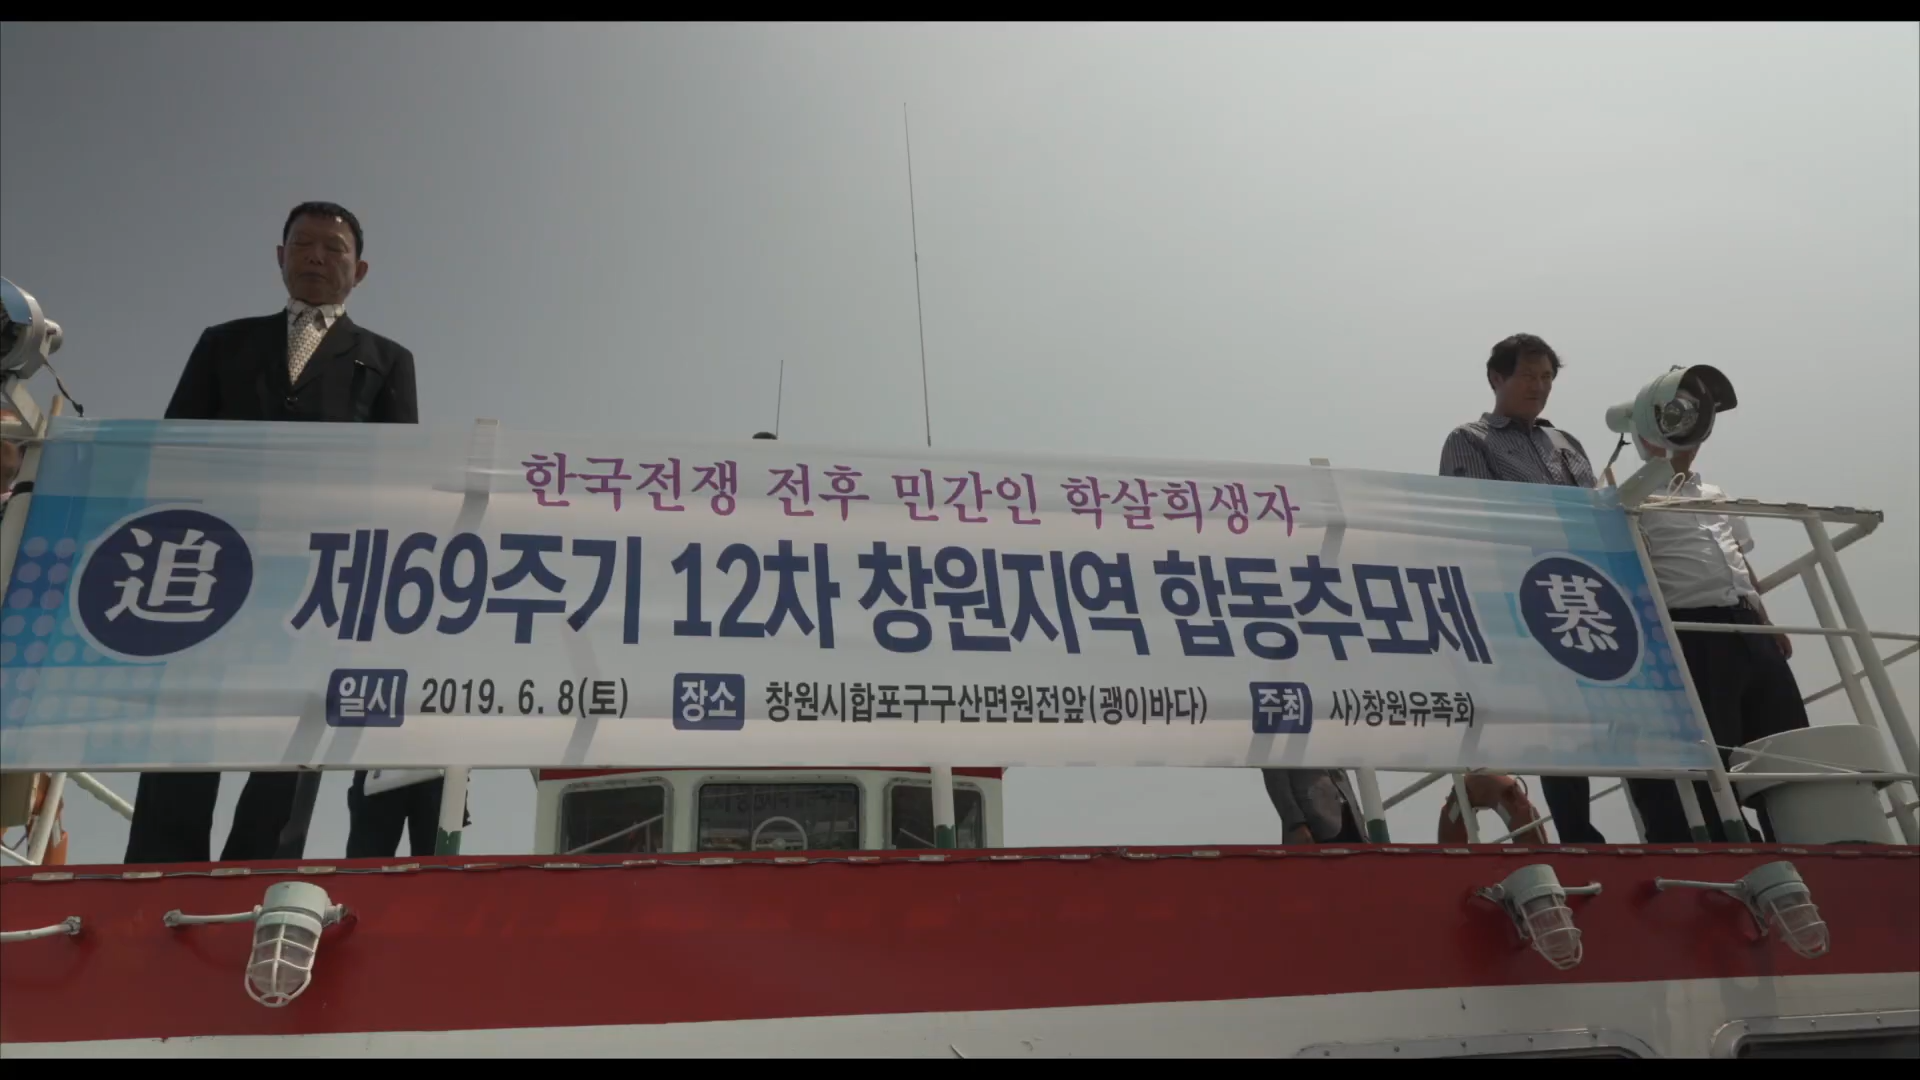 한국전쟁 전후 민간인 학살희생자
追 제69주기 12차 창원지역 합동추모제 慕
일시 2019. 6. 8(토) 장소 창원시합포구구산면원전앞(괭이바다) 주최 사)창원유족회